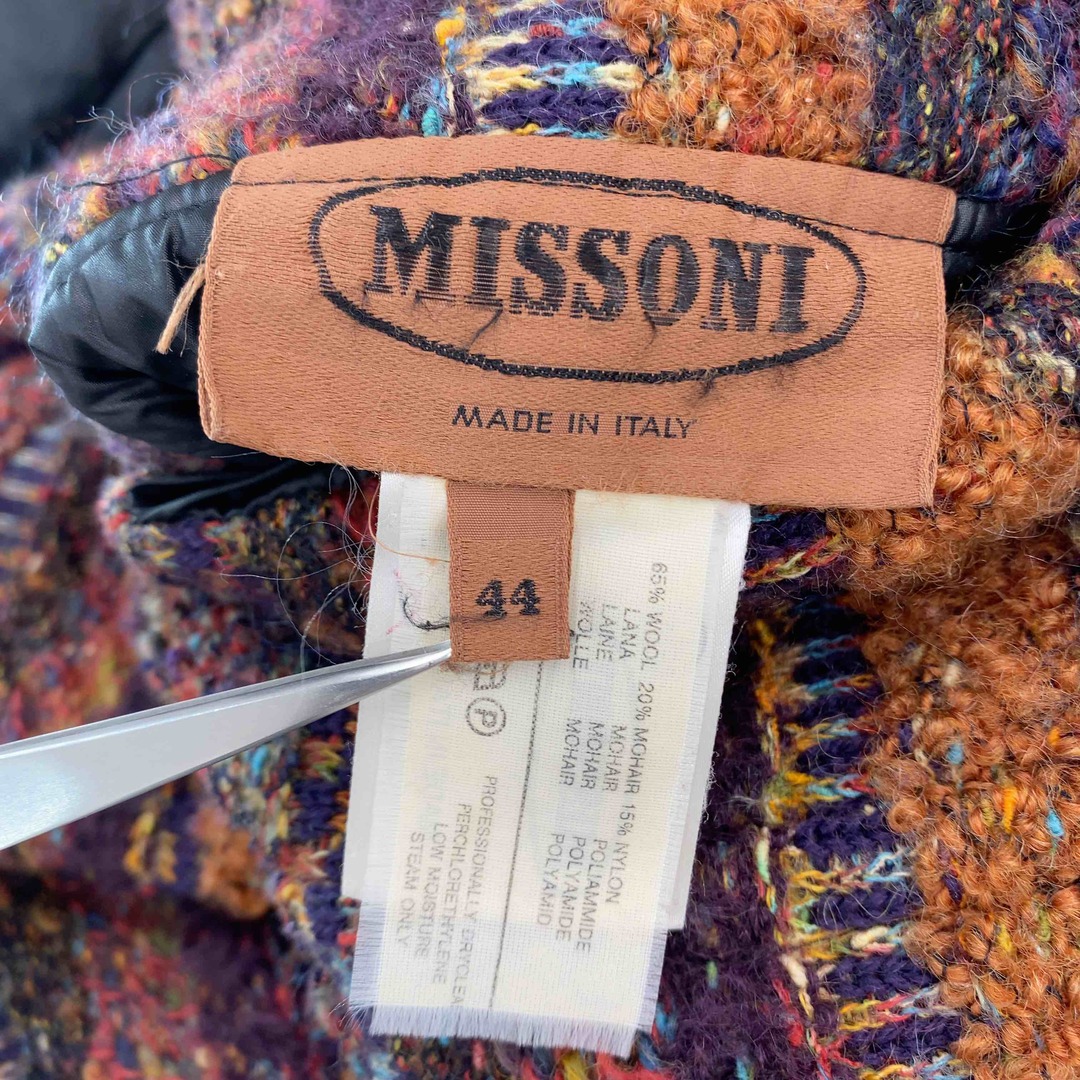 MISSONI
MADE IN ITALY
44
65% WOOL 20% MOHAIR 15% NYLON
LANA MOHAIR POLIAMMIDE
LAINE MOHAIR POLYAMIDE
WOLLE MOHAIR POLYAMID
P
PROFESSIONALLY DRYCLEA
PERCHLORETHYLENE
LOW MOISTURE
STEAM ONLY